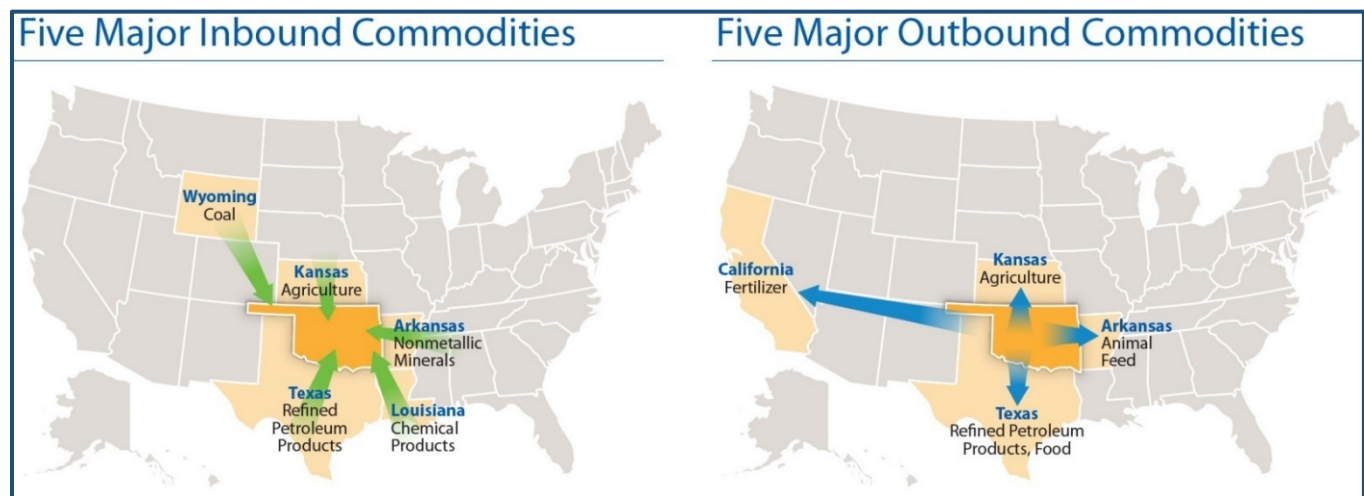 Five Major Inbound Commodities
Wyoming
Coal
Kansas
Agriculture
Arkansas
Nonmetallic
Minerals
Texas
Refined
Petroleum
Products
Louisiana
Chemical
Products
Five Major Outbound Commodities
California
Fertilizer
Kansas
Agriculture
Arkansas
Animal
Feed
Texas
Refined Petroleum
Products, Food